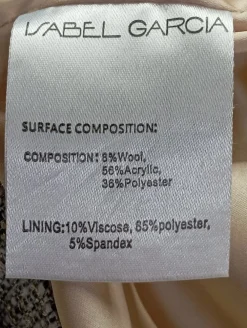 ISABEL GARCIA
SURFACE COMPOSITION:
COMPOSITION: 8%Wool,
56%Acrylic,
36%Polyester
LINING:10%Viscose, 85%polyester,
5%Spandex